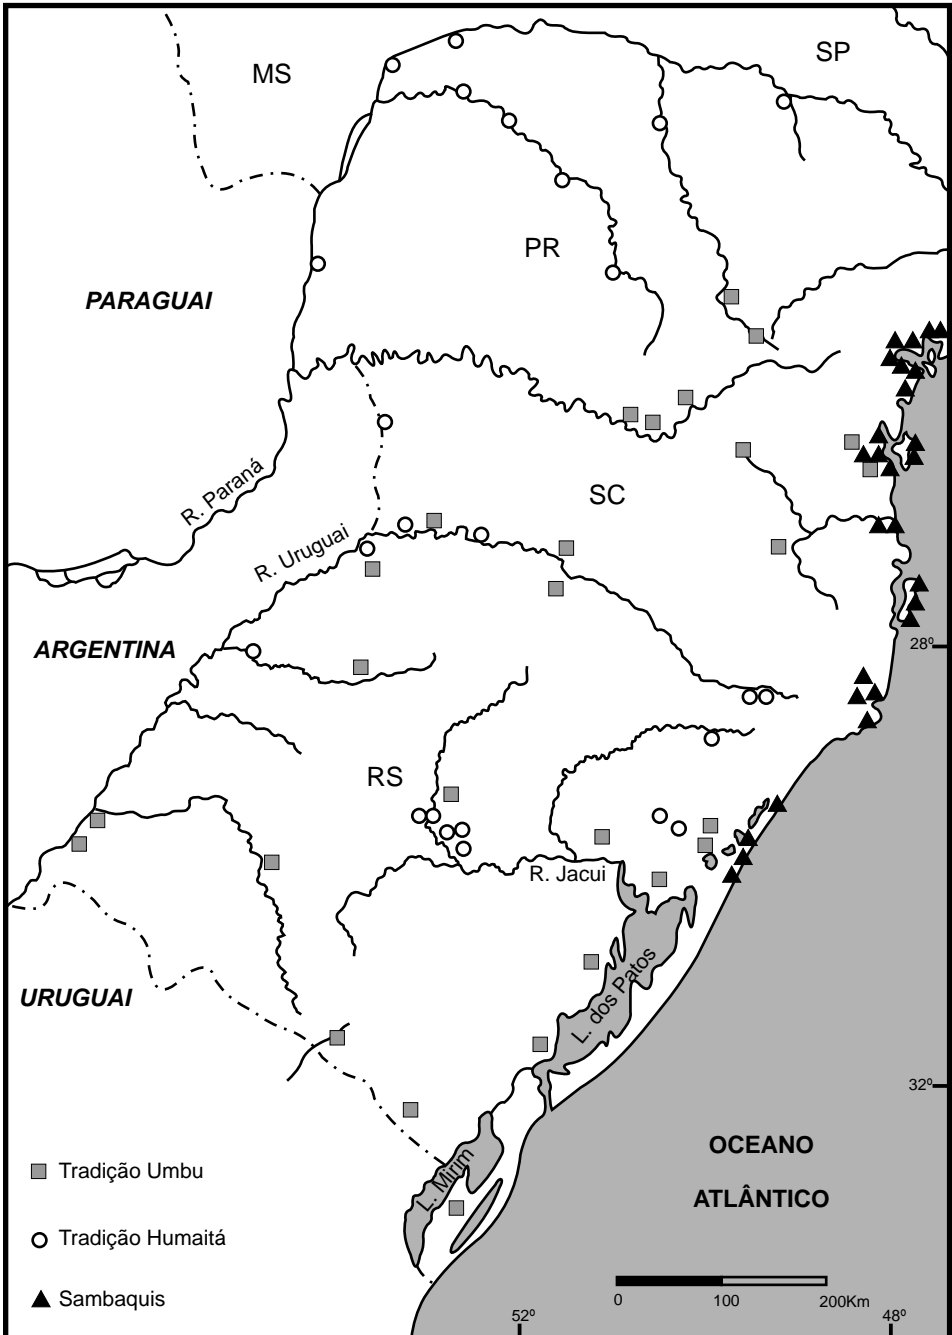 MS
SP
PR
PARAGUAI
R. Paraná
SC
R. Uruguai
ARGENTINA
28º
RS
R. Jacui
URUGUAI
L. dos Patos
32º
L. Mirim
OCEANO
ATLÂNTICO
Tradição Umbu
Tradição Humaitá
Sambaquis
0 100 200Km
52º 48º